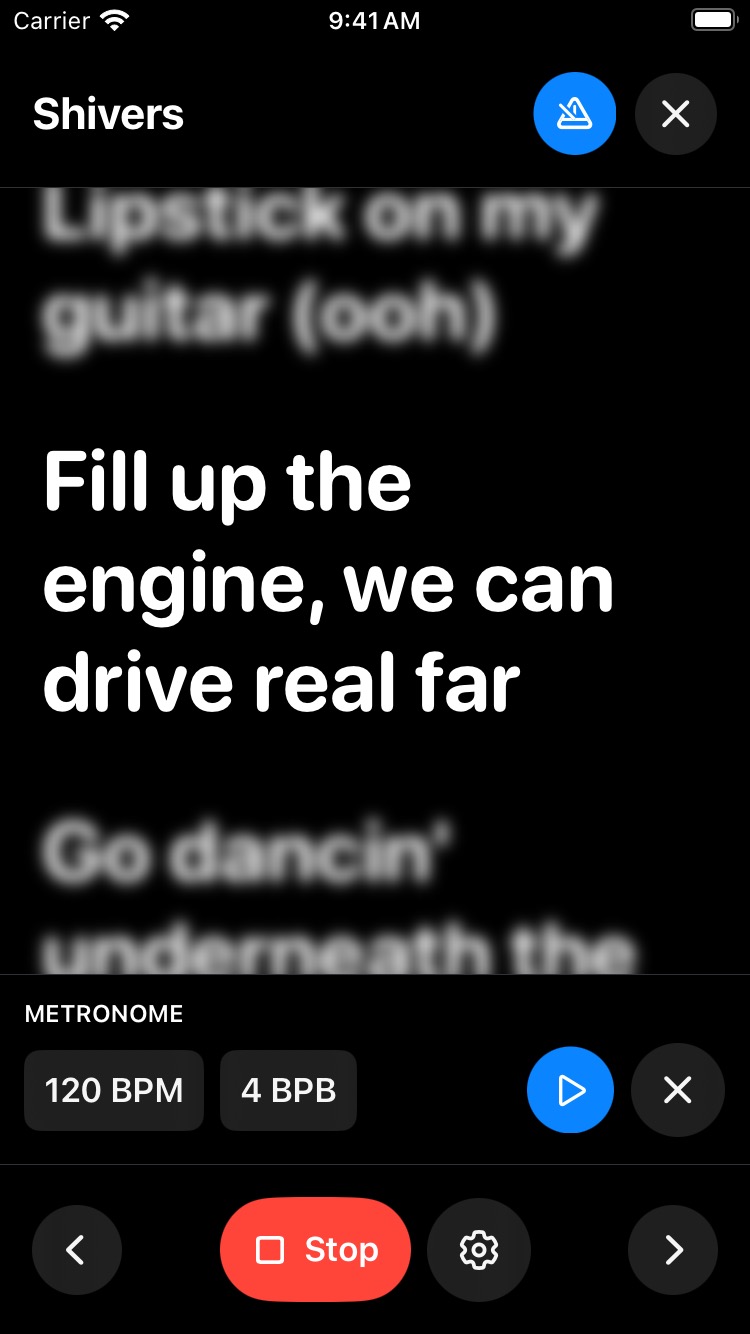 Carrier
9:41 AM
Shivers
Lipstick on my
guitar (ooh)
Fill up the
engine, we can
drive real far
Go dancin'
underneath the
METRONOME
120 BPM
4 BPB
Stop